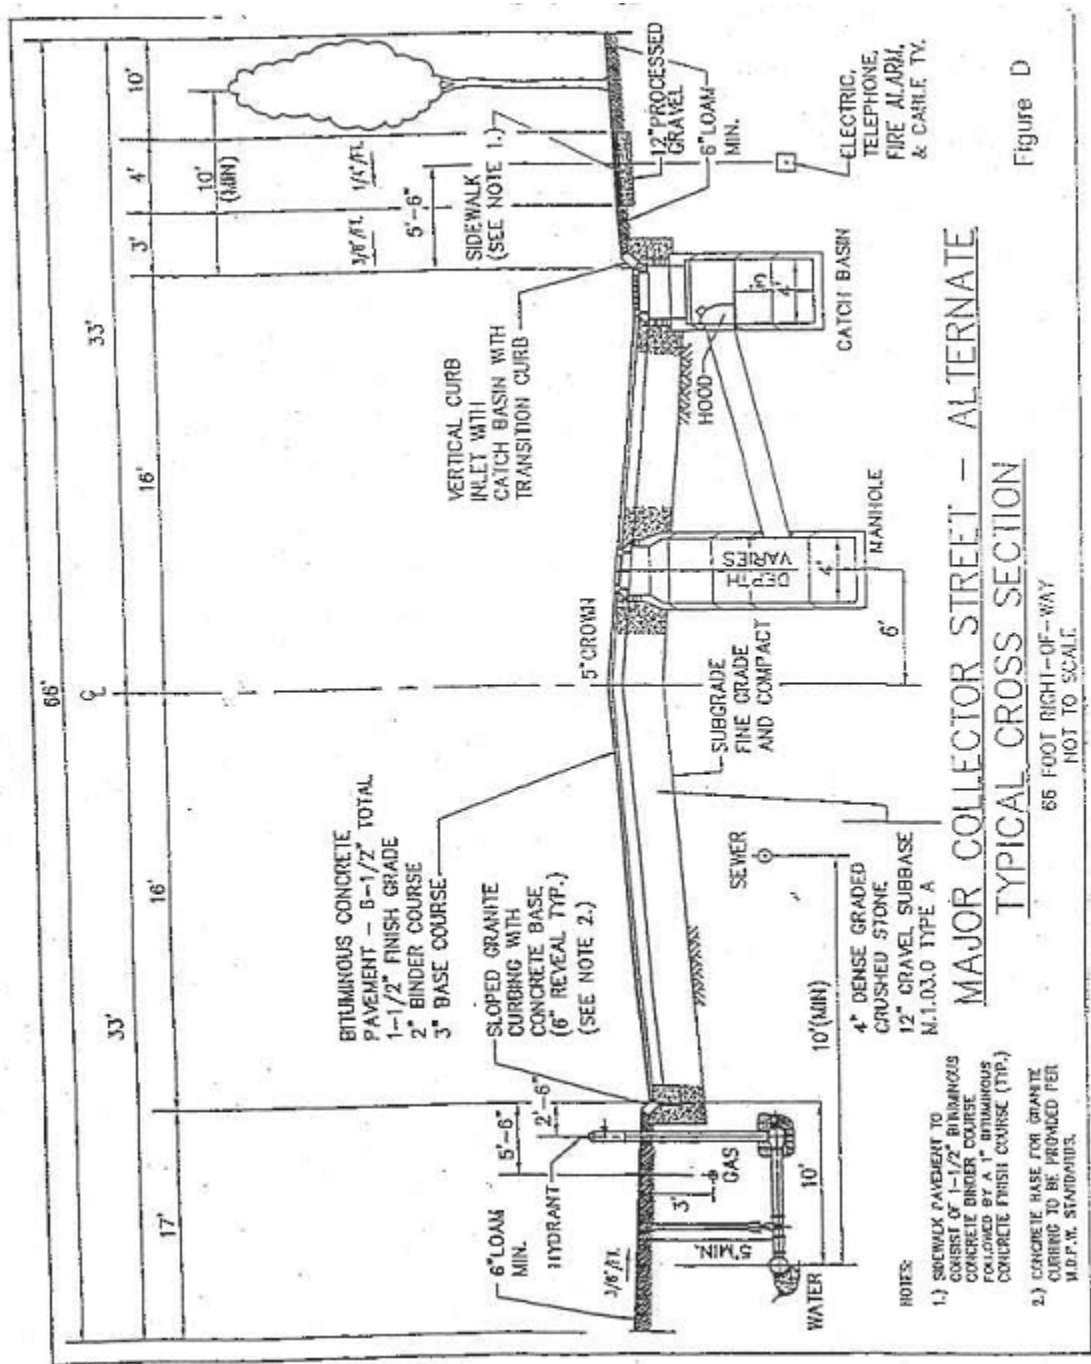 66'
33'
33'
17'
16'
16'
3'
4'
10'
10'
(MIN)
3/8"/FT.
1/4"/FT.
5'-6"
SIDEWALK
(SEE NOTE 1.)
℄
BITUMINOUS CONCRETE
PAVEMENT - 6-1/2" TOTAL
1-1/2" FINISH GRADE
2" BINDER COURSE
3" BASE COURSE
VERTICAL CURB
INLET WITH
CATCH BASIN WITH
TRANSITION CURB
SLOPED GRANITE
CURBING WITH
CONCRETE BASE
(6" REVEAL TYP.)
(SEE NOTE 2.)
5'-6"
2'-6"
6" LOAM
MIN.
HYDRANT
3/8"/FT.
5" CROWN
12" PROCESSED
GRAVEL
6" LOAM
MIN.
3'
GAS
5' MIN.
10'
WATER
SUBGRADE
FINE GRADE
AND COMPACT
DEPTH
VARIES
4'
6'
MANHOLE
HOOD
3'
4'
CATCH BASIN
ELECTRIC,
TELEPHONE,
FIRE ALARM,
& CABLE TV.
SEWER
10'(MIN)
4" DENSE GRADED
CRUSHED STONE
12" GRAVEL SUBBASE
M.1.03.0 TYPE A
NOTES:
1.) SIDEWALK PAVEMENT TO
CONSIST OF 1-1/2" BITUMINOUS
CONCRETE BINDER COURSE
FOLLOWED BY A 1" BITUMINOUS
CONCRETE FINISH COURSE (TYP.)
2.) CONCRETE BASE FOR GRANITE
CURBING TO BE PROVIDED PER
M.D.P.W. STANDARDS.
MAJOR COLLECTOR STREET - ALTERNATE
TYPICAL CROSS SECTION
66 FOOT RIGHT-OF-WAY
NOT TO SCALE
Figure D